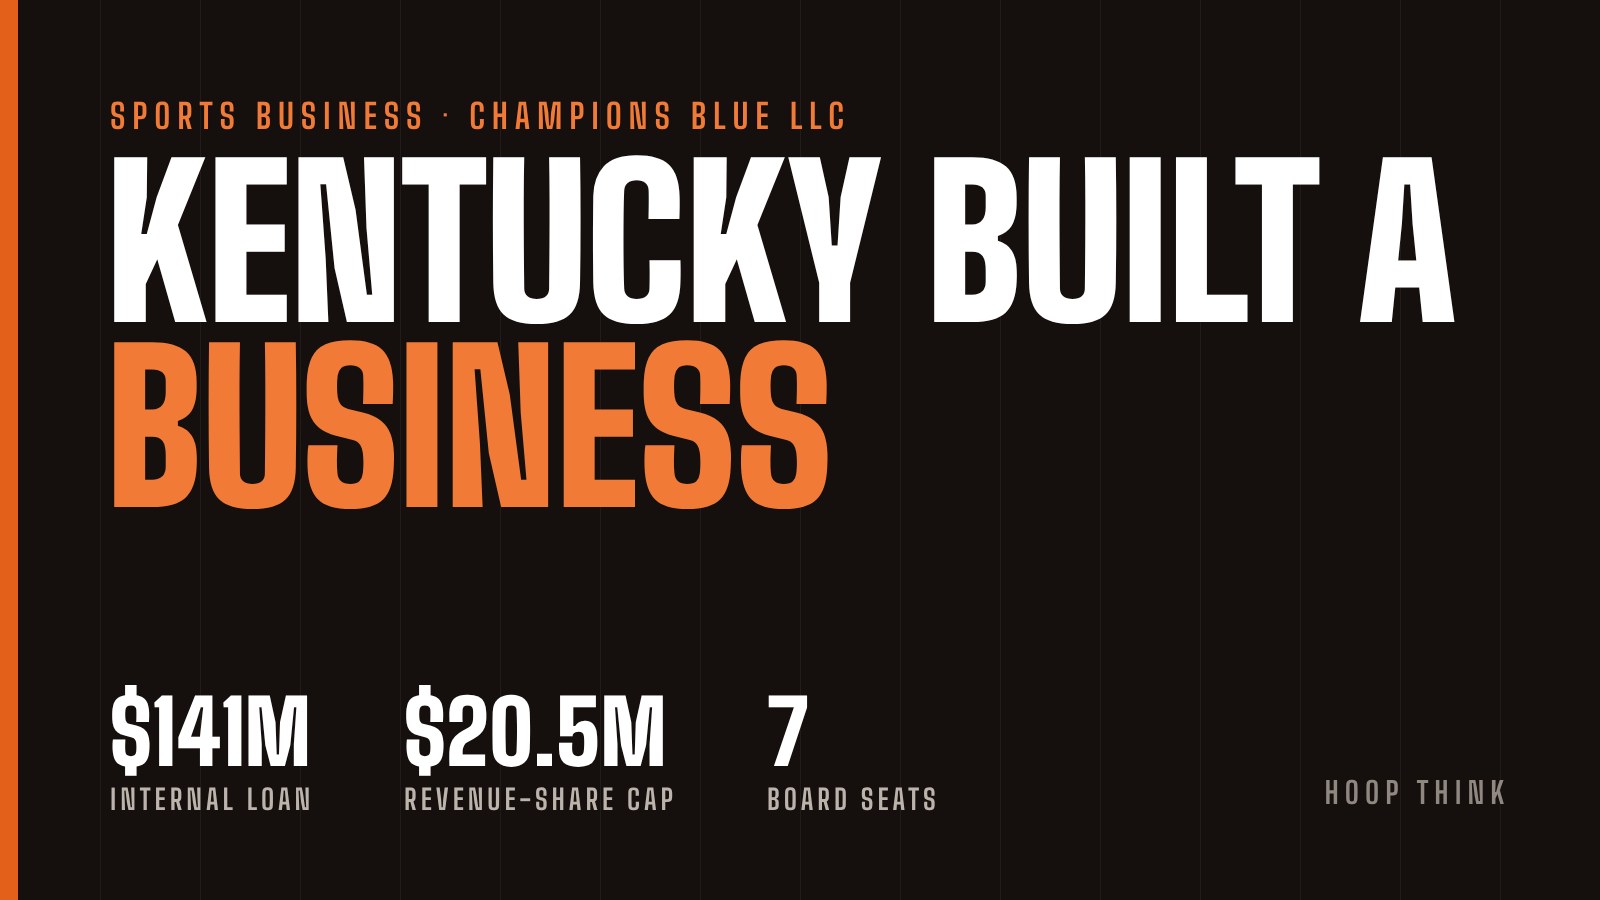 SPORTS BUSINESS · CHAMPIONS BLUE LLC
KENTUCKY BUILT A
BUSINESS
$141M
INTERNAL LOAN
$20.5M
REVENUE-SHARE CAP
7
BOARD SEATS
HOOP THINK